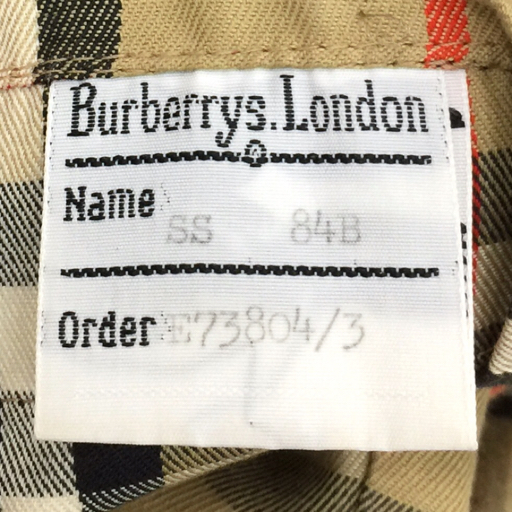 Burberrys. London
Name SS 84B
Order E73804/3